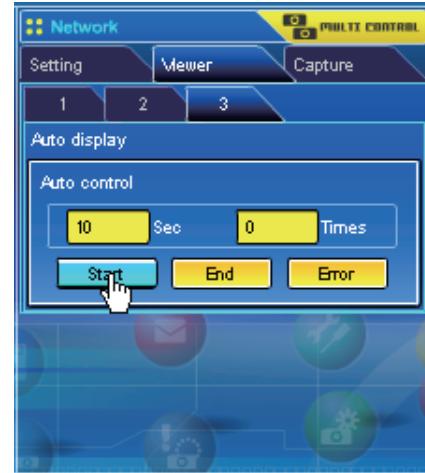 Network MULTI CONTROL
Setting Viewer Capture
1 2 3
Auto display
Auto control
10 Sec 0 Times
Start End Error